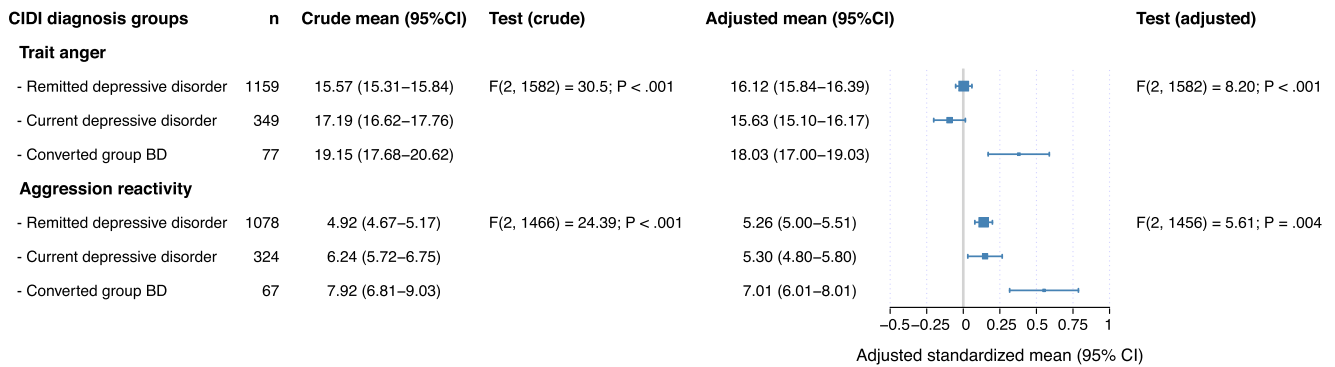 CIDI diagnosis groups n Crude mean (95%CI) Test (crude) Adjusted mean (95%CI) Test (adjusted)
Trait anger
- Remitted depressive disorder 1159 15.57 (15.31−15.84) F(2, 1582) = 30.5; P < .001 16.12 (15.84−16.39) F(2, 1582) = 8.20; P < .001
- Current depressive disorder 349 17.19 (16.62−17.76) 15.63 (15.10−16.17)
- Converted group BD 77 19.15 (17.68−20.62) 18.03 (17.00−19.03)
Aggression reactivity
- Remitted depressive disorder 1078 4.92 (4.67−5.17) F(2, 1466) = 24.39; P < .001 5.26 (5.00−5.51) F(2, 1456) = 5.61; P = .004
- Current depressive disorder 324 6.24 (5.72−6.75) 5.30 (4.80−5.80)
- Converted group BD 67 7.92 (6.81−9.03) 7.01 (6.01−8.01)
−0.5 −0.25 0 0.25 0.5 0.75 1
Adjusted standardized mean (95% CI)